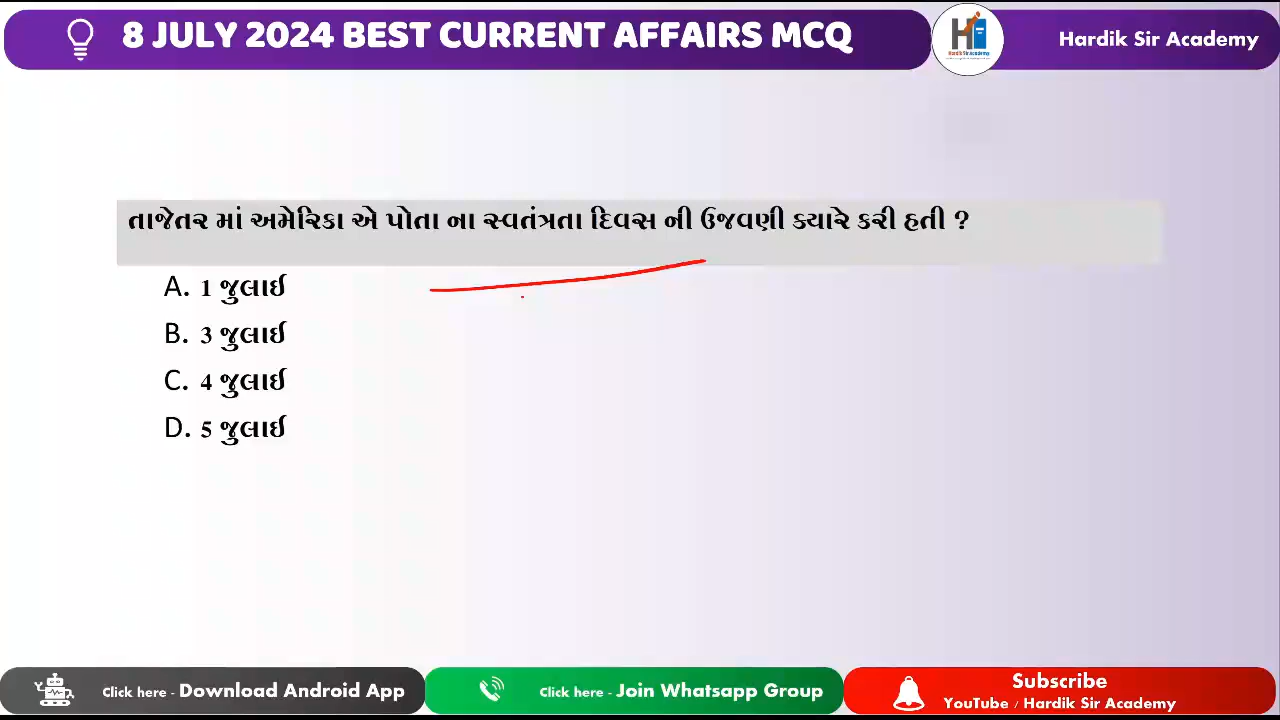 8 JULY 2024 BEST CURRENT AFFAIRS MCQ
Hardik Sir Academy
તાજેતર માં અમેરિકા એ પોતા ના સ્વતંત્રતા દિવસ ની ઉજવણી ક્યારે કરી હતી ?
A. 1 જુલાઈ
B. 3 જુલાઈ
C. 4 જુલાઈ
D. 5 જુલાઈ
Click here - Download Android App
Click here - Join Whatsapp Group
Subscribe
YouTube / Hardik Sir Academy